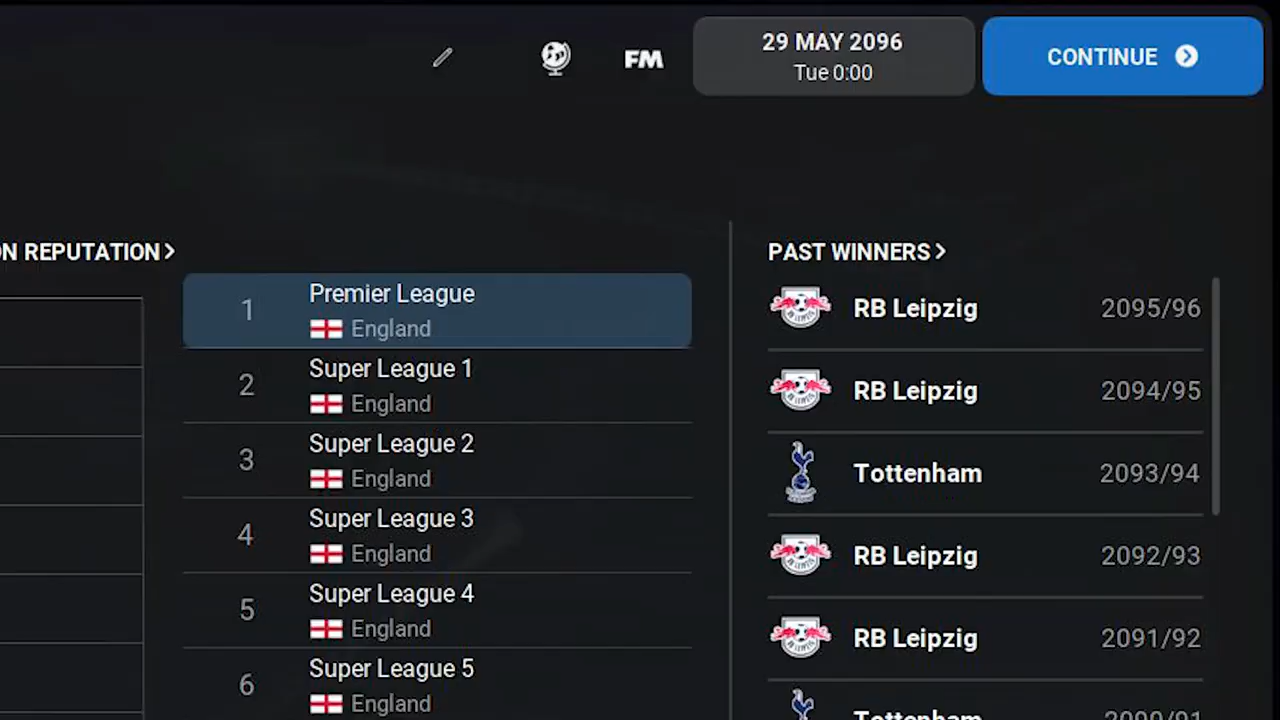 FM
29 MAY 2096
Tue 0:00
CONTINUE
ON REPUTATION
1
Premier League
England
2
Super League 1
England
3
Super League 2
England
4
Super League 3
England
5
Super League 4
England
6
Super League 5
England
PAST WINNERS
RB Leipzig 2095/96
RB Leipzig 2094/95
Tottenham 2093/94
RB Leipzig 2092/93
RB Leipzig 2091/92
Tottenham 2090/91